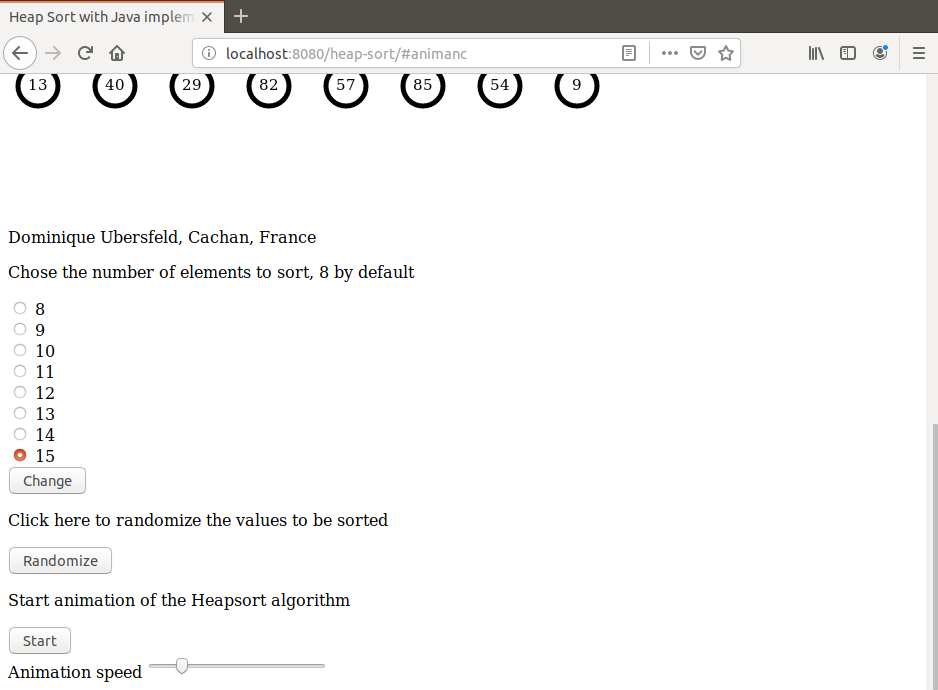 Heap Sort with Java implem
localhost:8080/heap-sort/#animanc
13 40 29 82 57 85 54 9
Dominique Ubersfeld, Cachan, France
Chose the number of elements to sort, 8 by default
8
9
10
11
12
13
14
15
Change
Click here to randomize the values to be sorted
Randomize
Start animation of the Heapsort algorithm
Start
Animation speed